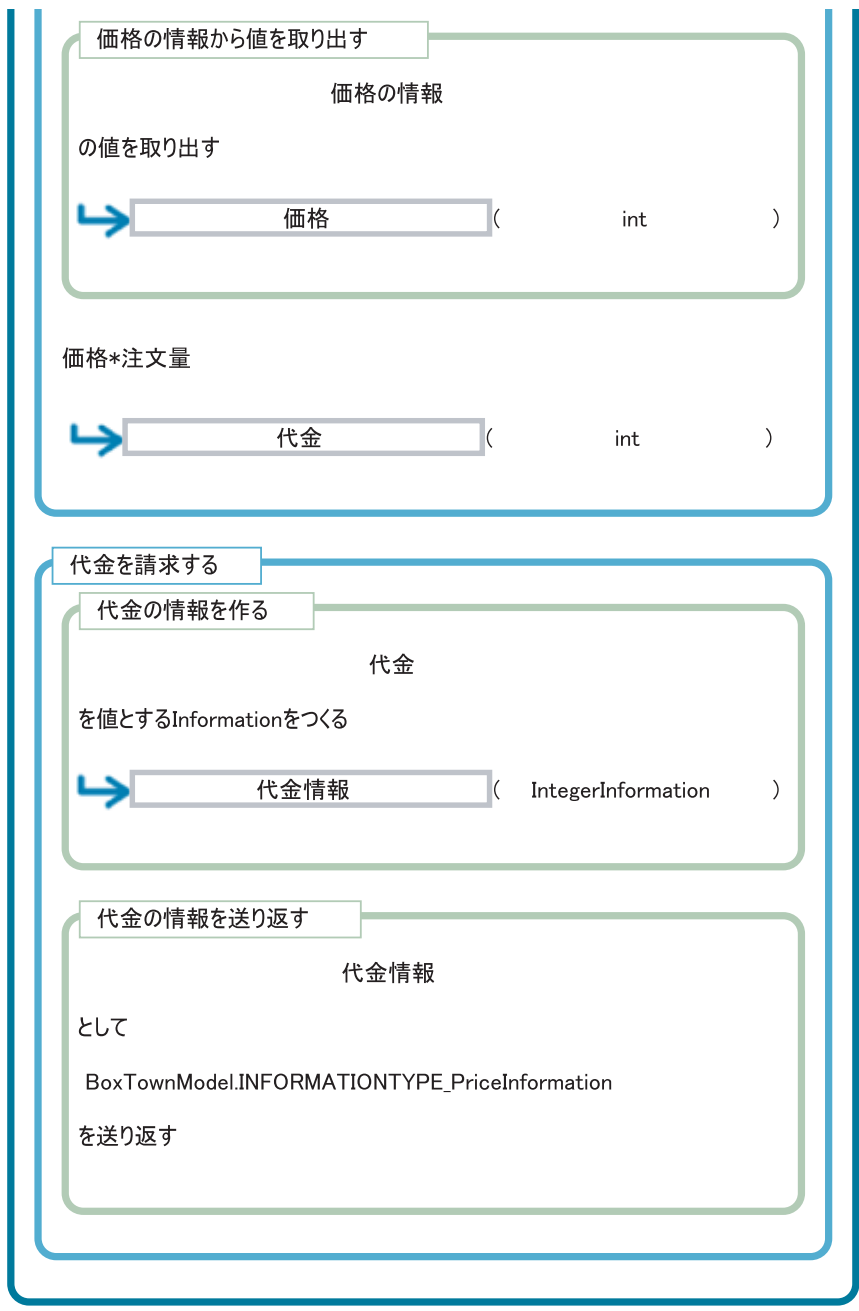 価格の情報から値を取り出す
価格の情報
の値を取り出す
価格 ( int )
価格*注文量
代金 ( int )
代金を請求する
代金の情報を作る
代金
を値とするInformationをつくる
代金情報 ( IntegerInformation )
代金の情報を送り返す
代金情報
として
BoxTownModel.INFORMATIONTYPE_PriceInformation
を送り返す